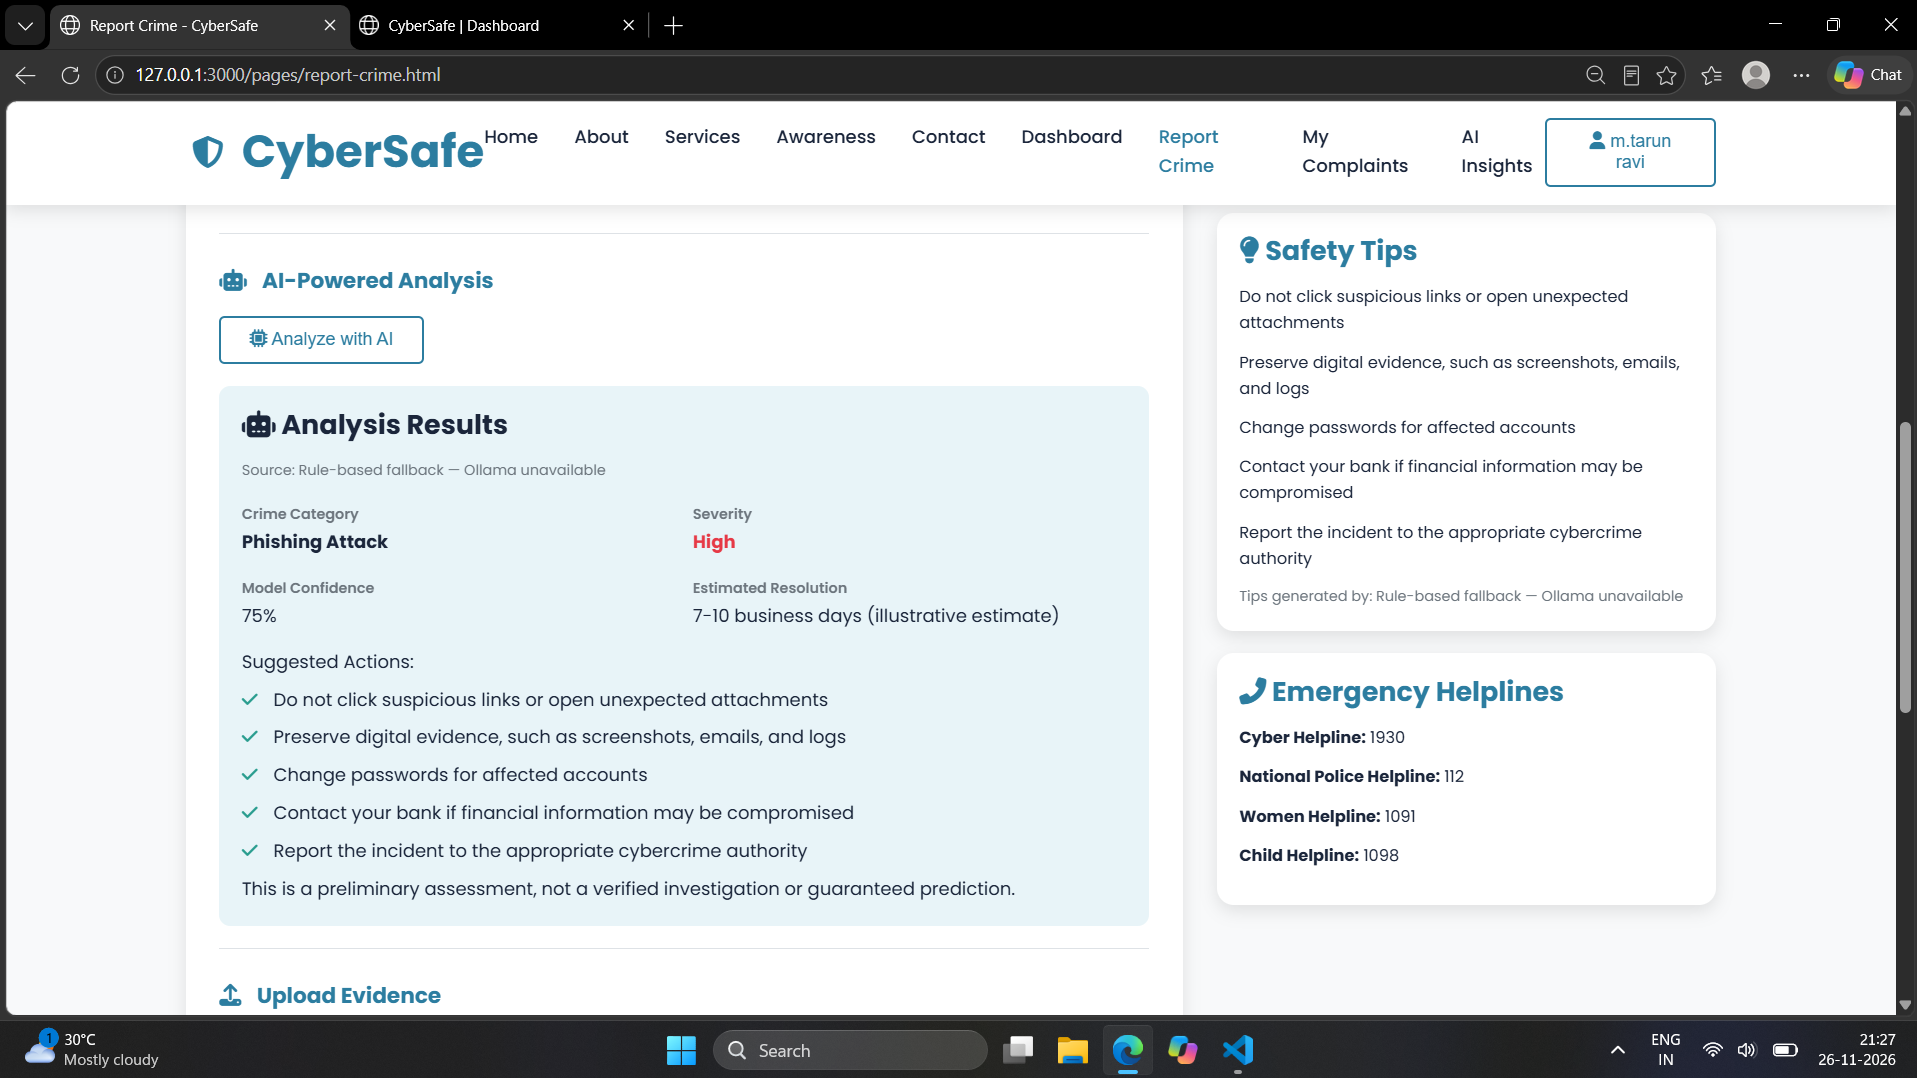 Report Crime - CyberSafe
CyberSafe | Dashboard
127.0.0.1:3000/pages/report-crime.html
Chat
CyberSafe
Home
About
Services
Awareness
Contact
Dashboard
Report
Crime
My
Complaints
AI
Insights
m.tarun
ravi
AI-Powered Analysis
Analyze with AI
Analysis Results
Source: Rule-based fallback — Ollama unavailable
Crime Category
Phishing Attack
Severity
High
Model Confidence
75%
Estimated Resolution
7-10 business days (illustrative estimate)
Suggested Actions:
Do not click suspicious links or open unexpected attachments
Preserve digital evidence, such as screenshots, emails, and logs
Change passwords for affected accounts
Contact your bank if financial information may be compromised
Report the incident to the appropriate cybercrime authority
This is a preliminary assessment, not a verified investigation or guaranteed prediction.
Upload Evidence
Safety Tips
Do not click suspicious links or open unexpected
attachments
Preserve digital evidence, such as screenshots, emails,
and logs
Change passwords for affected accounts
Contact your bank if financial information may be
compromised
Report the incident to the appropriate cybercrime
authority
Tips generated by: Rule-based fallback — Ollama unavailable
Emergency Helplines
Cyber Helpline: 1930
National Police Helpline: 112
Women Helpline: 1091
Child Helpline: 1098
1
30°C
Mostly cloudy
Search
ENG
IN
21:27
26-11-2026